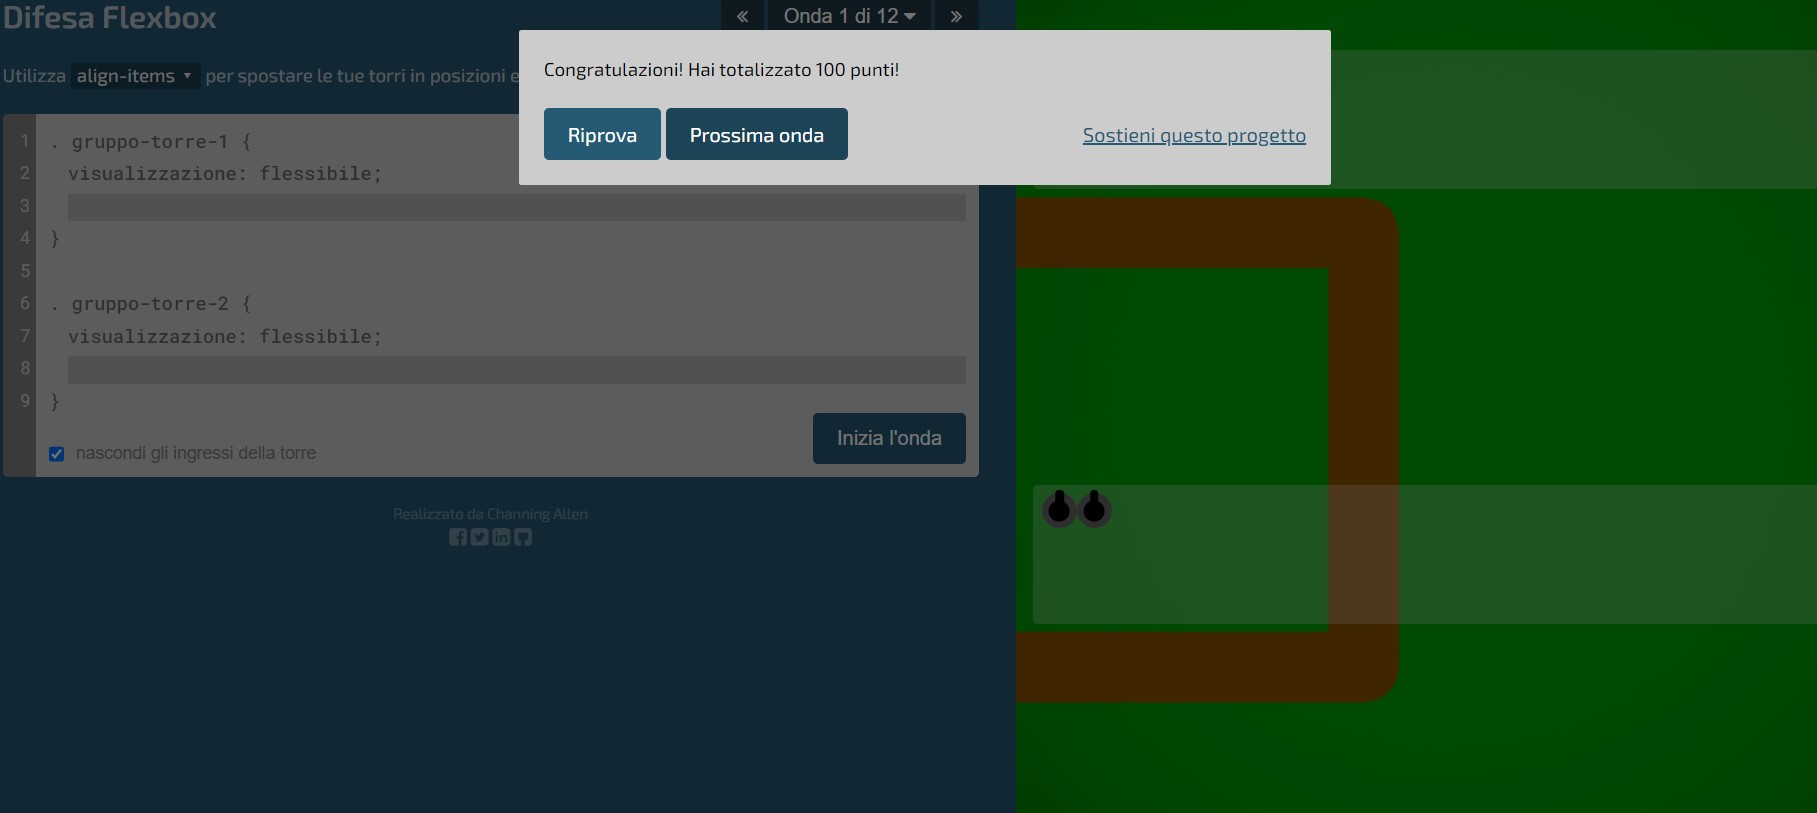 Difesa Flexbox
« Onda 1 di 12 »
Utilizza align-items per spostare le tue torri in posizioni e
Congratulazioni! Hai totalizzato 100 punti!
Riprova Prossima onda Sostieni questo progetto
1 . gruppo-torre-1 {
2 visualizzazione: flessibile;
3
4 }
5
6 . gruppo-torre-2 {
7 visualizzazione: flessibile;
8
9 }
Inizia l'onda
nascondi gli ingressi della torre
Realizzato da Channing Allen